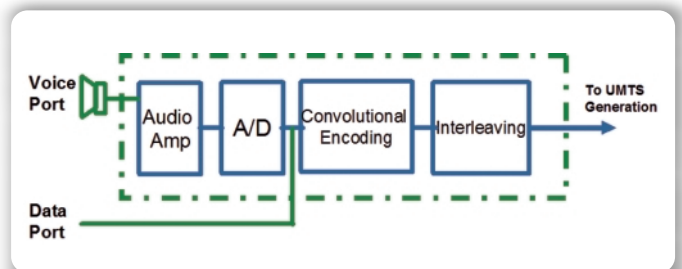 Voice
Port
Audio
Amp
A/D
Convolutional
Encoding
Interleaving
To UMTS
Generation
Data
Port